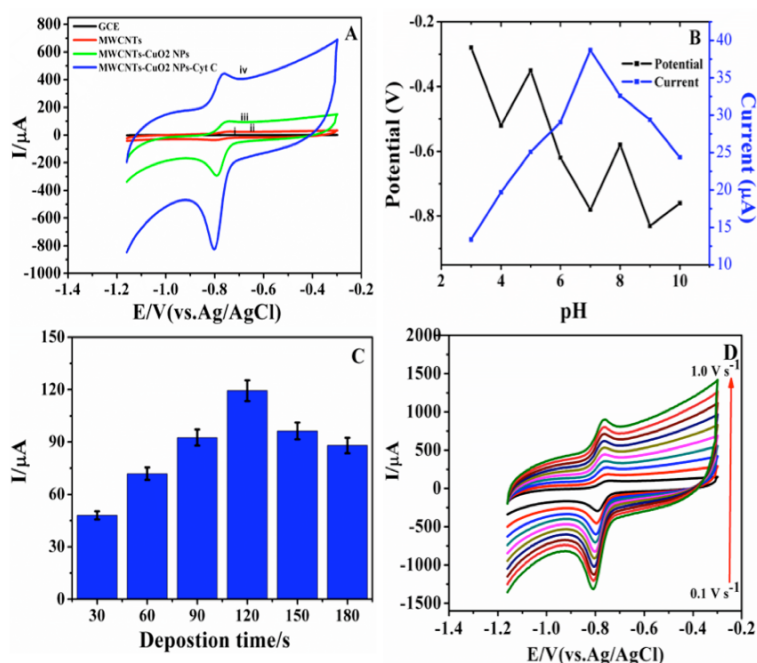 A
GCE
MWCNTs
MWCNTs-CuO2 NPs
MWCNTs-CuO2 NPs-Cyt C
iv
iii
i
ii
800
600
400
200
0
-200
-400
-600
-800
-1000
I/μA
-1.4 -1.2 -1.0 -0.8 -0.6 -0.4 -0.2
E/V(vs.Ag/AgCl)
B
Potential
Current
-0.2
-0.4
-0.6
-0.8
Potential (V)
40
35
30
25
20
15
10
Current (μA)
2 4 6 8 10
pH
C
150
120
90
60
30
0
I/μA
30 60 90 120 150 180
Depostion time/s
D
1.0 V s-1
0.1 V s-1
2000
1500
1000
500
0
-500
-1000
-1500
I/μA
-1.4 -1.2 -1.0 -0.8 -0.6 -0.4 -0.2
E/V(vs.Ag/AgCl)